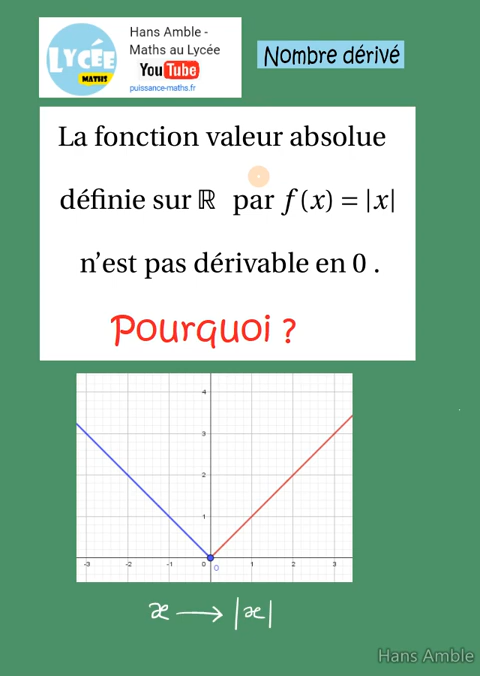 LYCÉE
MATHS
Hans Amble -
Maths au Lycée
YouTube
puissance-maths.fr
Nombre dérivé
La fonction valeur absolue
définie sur ℝ par f(x) = |x|
n’est pas dérivable en 0 .
Pourquoi ?
4
3
2
1
-3 -2 -1 0 1 2 3
O
x → |x|
Hans Amble